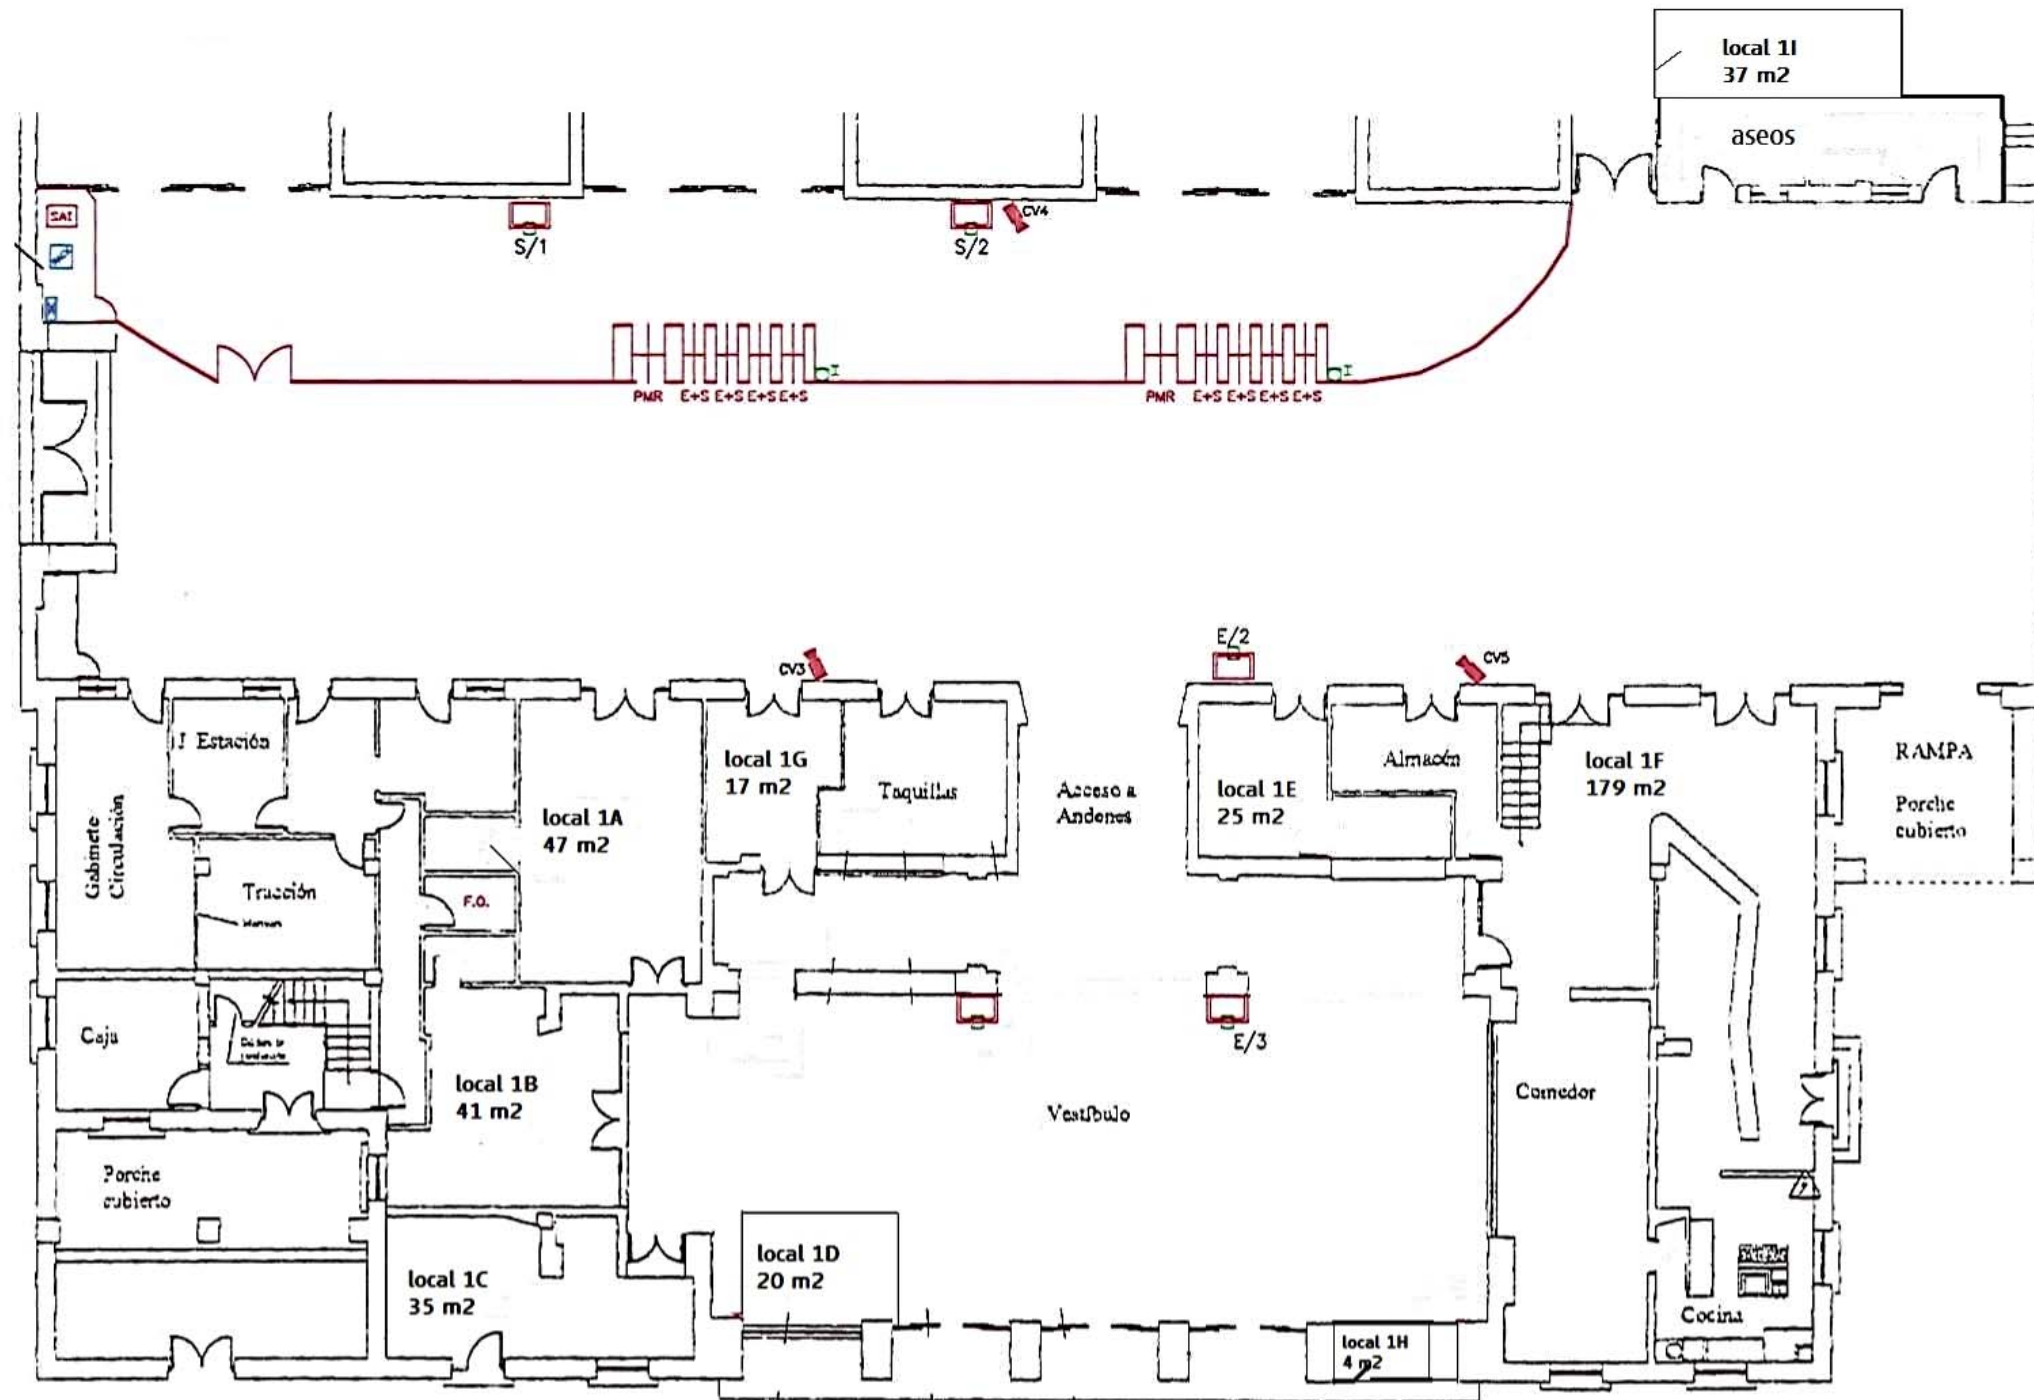 local 1I
37 m2
aseos
SAI
S/1
S/2
CV4
I
I
PMR E+S E+S E+S E+S
PMR E+S E+S E+S E+S
E/2
CV3
CV5
J Estación
local 1G
17 m2
Taquillas
Acceso a
Andenes
local 1E
25 m2
Almacén
local 1F
179 m2
RAMPA
Porche
cubierto
Gabinete
Circulación
local 1A
47 m2
Tracción
F.O.
Caja
E/3
local 1B
41 m2
Vestíbulo
Comedor
Porche
cubierto
local 1C
35 m2
local 1D
20 m2
Cocina
local 1H
4 m2